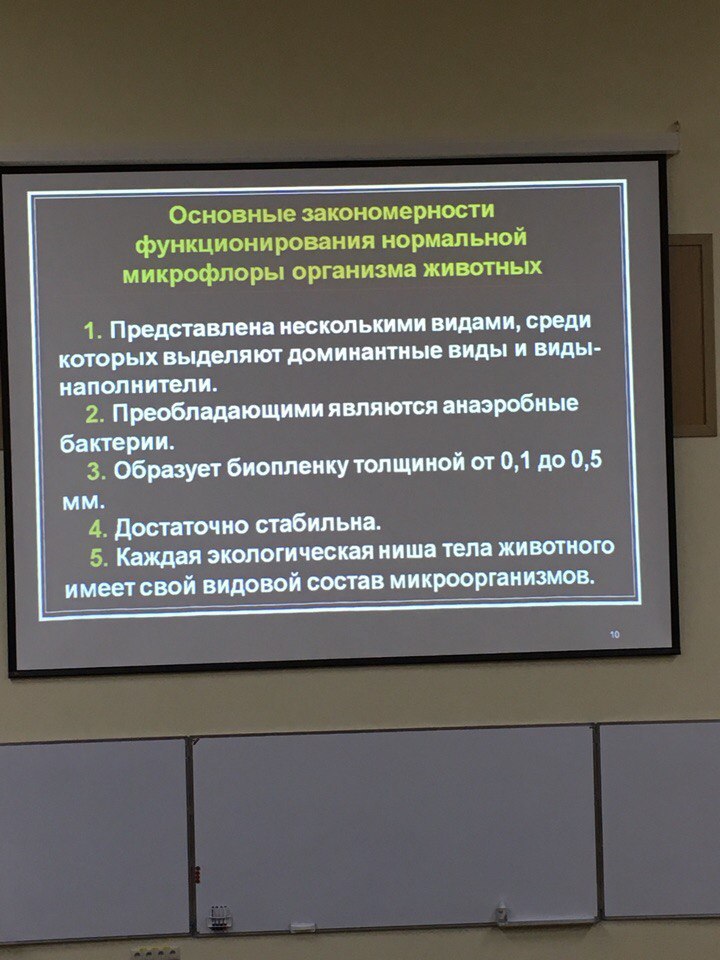 Основные закономерности
функционирования нормальной
микрофлоры организма животных
1. Представлена несколькими видами, среди
которых выделяют доминантные виды и виды-
наполнители.
2. Преобладающими являются анаэробные
бактерии.
3. Образует биопленку толщиной от 0,1 до 0,5
мм.
4. Достаточно стабильна.
5. Каждая экологическая ниша тела животного
имеет свой видовой состав микроорганизмов.
10